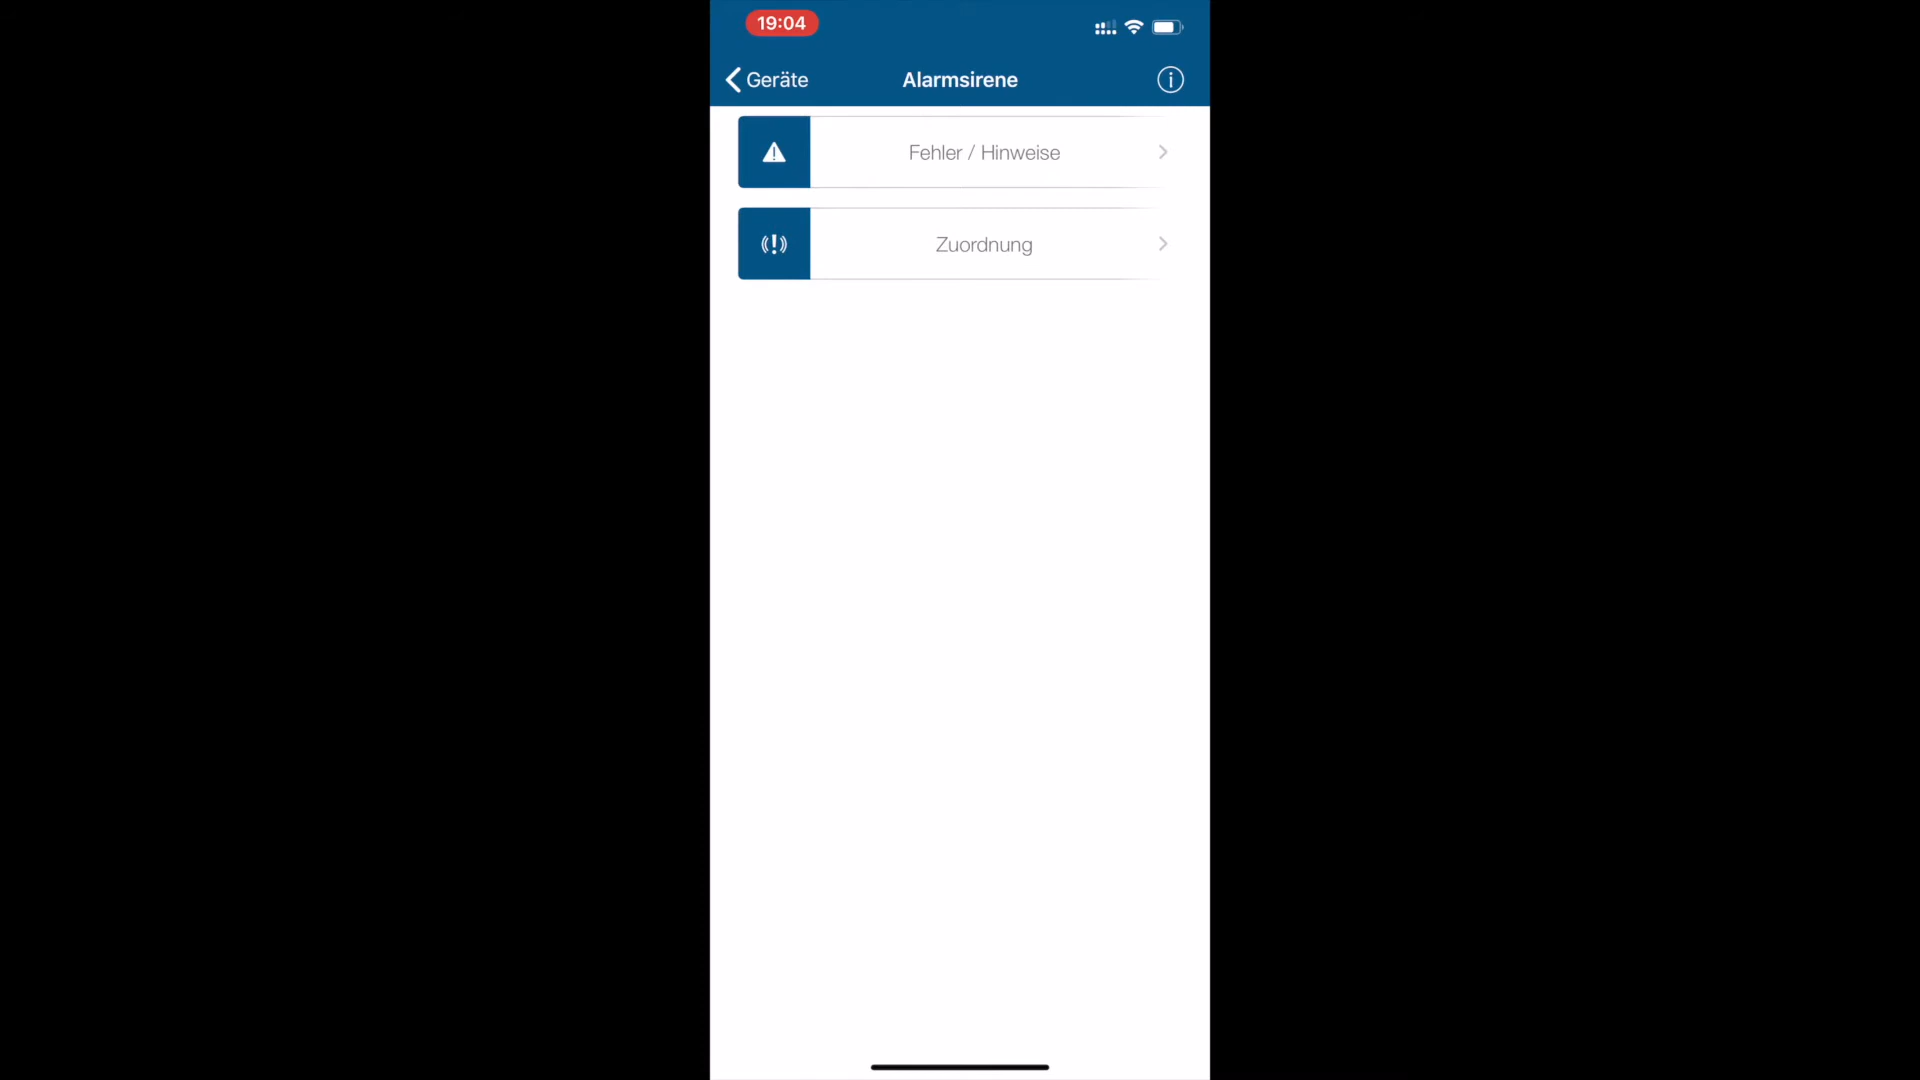 19:04
Geräte
Alarmsirene
Fehler / Hinweise
Zuordnung